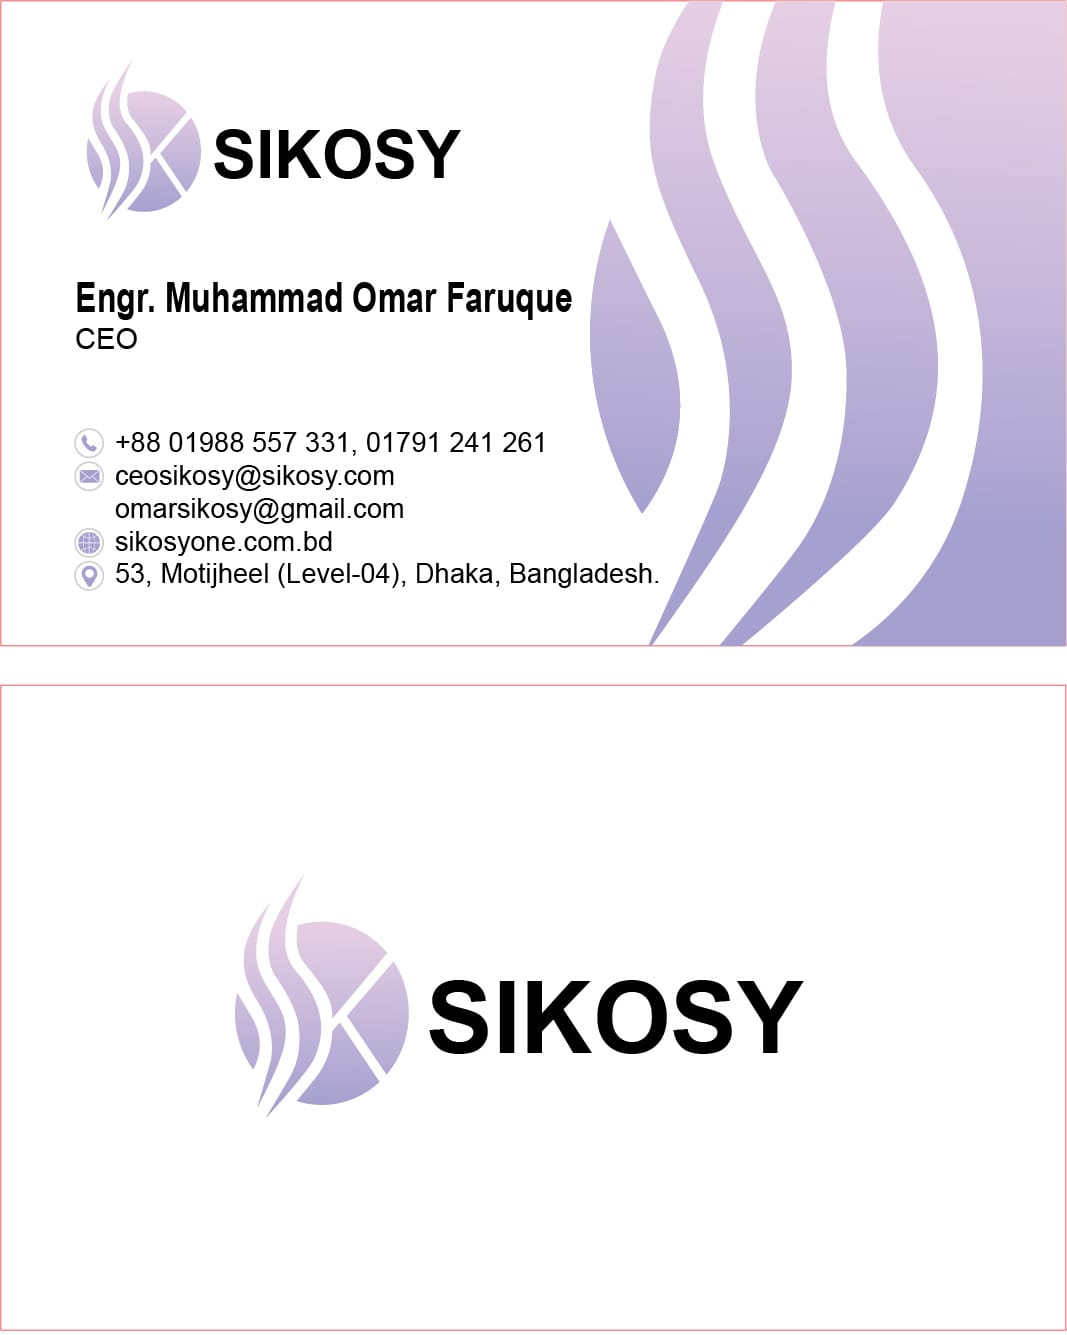 SIKOSY
Engr. Muhammad Omar Faruque
CEO
+88 01988 557 331, 01791 241 261
ceosikosy@sikosy.com
omarsikosy@gmail.com
sikosyone.com.bd
53, Motijheel (Level-04), Dhaka, Bangladesh.
SIKOSY